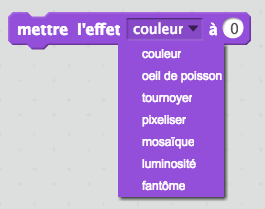 mettre l'effet couleur à 0
couleur
oeil de poisson
tournoyer
pixeliser
mosaïque
luminosité
fantôme